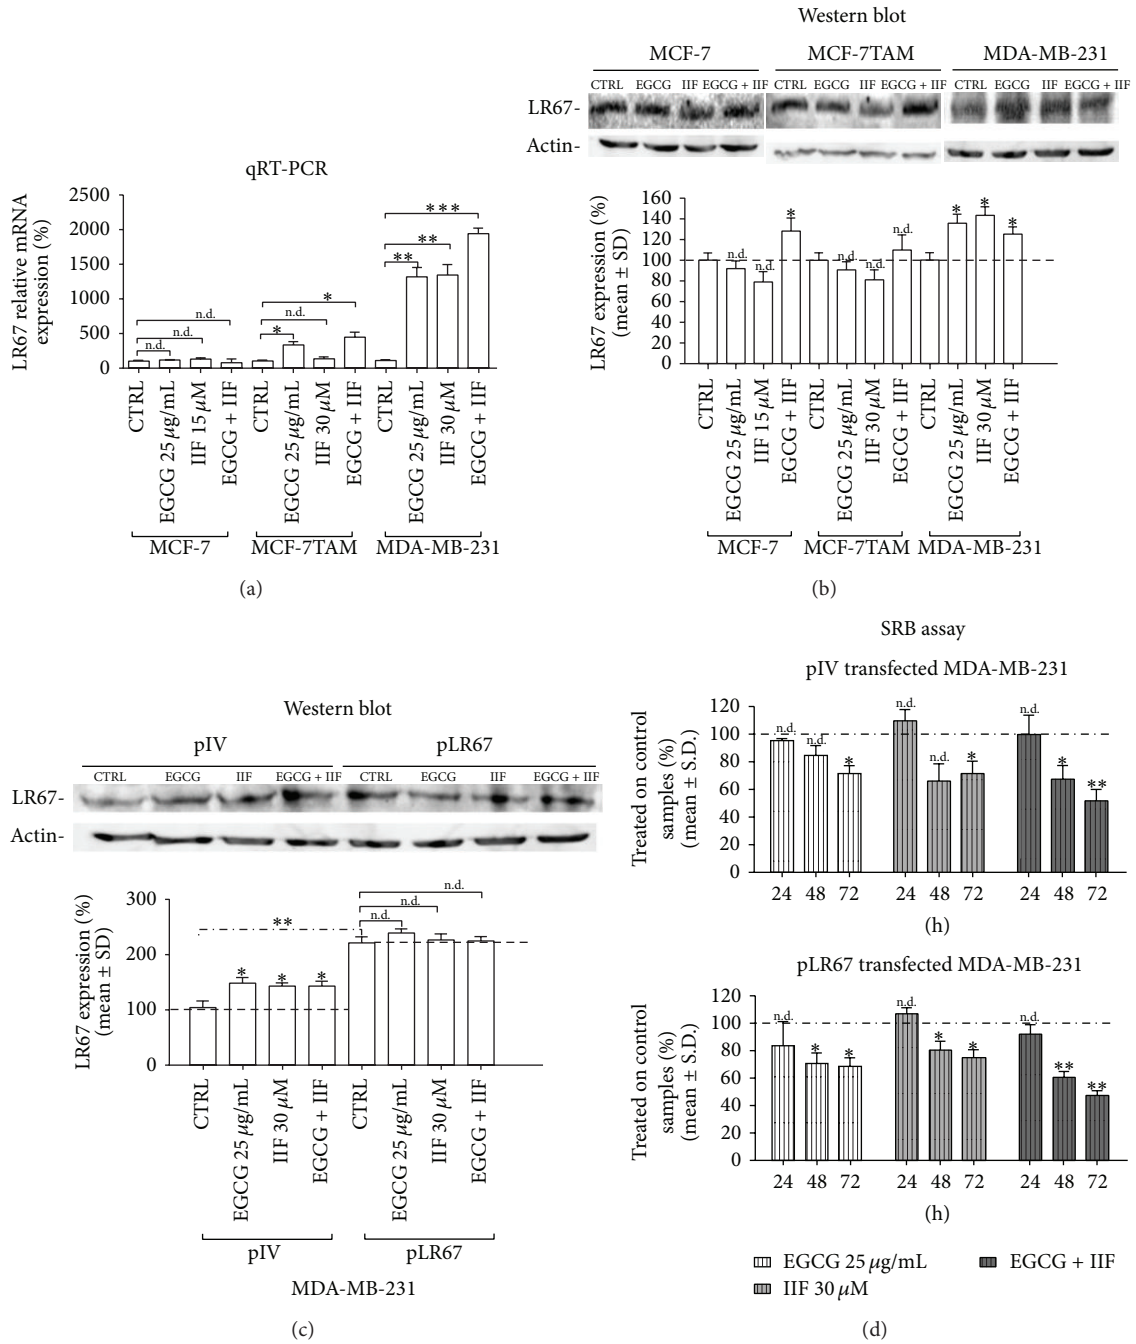 qRT-PCR
LR67 relative mRNA
expression (%)
2500
2000
1500
1000
500
0
n.d.
n.d.
n.d.
*
n.d.
*
**
**
***
CTRL
EGCG 25 µg/mL
IIF 15 µM
EGCG + IIF
CTRL
EGCG 25 µg/mL
IIF 30 µM
EGCG + IIF
CTRL
EGCG 25 µg/mL
IIF 30 µM
EGCG + IIF
MCF-7
MCF-7TAM
MDA-MB-231
(a)
Western blot
MCF-7 MCF-7TAM MDA-MB-231
CTRL EGCG IIF EGCG + IIF CTRL EGCG IIF EGCG + IIF CTRL EGCG IIF EGCG + IIF
LR67-
Actin-
LR67 expression (%)
(mean ± SD)
160
140
120
100
80
60
40
20
0
n.d.
n.d.
*
n.d.
n.d.
n.d.
*
*
*
CTRL
EGCG 25 µg/mL
IIF 15 µM
EGCG + IIF
CTRL
EGCG 25 µg/mL
IIF 30 µM
EGCG + IIF
CTRL
EGCG 25 µg/mL
IIF 30 µM
EGCG + IIF
MCF-7
MCF-7TAM
MDA-MB-231
(b)
Western blot
pIV pLR67
CTRL EGCG IIF EGCG + IIF CTRL EGCG IIF EGCG + IIF
LR67-
Actin-
LR67 expression (%)
(mean ± SD)
300
200
100
0
**
*
*
*
n.d.
n.d.
n.d.
CTRL
EGCG 25 µg/mL
IIF 30 µM
EGCG + IIF
CTRL
EGCG 25 µg/mL
IIF 30 µM
EGCG + IIF
pIV
pLR67
MDA-MB-231
(c)
SRB assay
pIV transfected MDA-MB-231
Treated on control
samples (%)
(mean ± S.D.)
120
100
80
60
40
20
0
n.d.
n.d.
*
n.d.
*
n.d.
*
**
24 48 72 24 48 72 24 48 72
(h)
pLR67 transfected MDA-MB-231
Treated on control
samples (%)
(mean ± S.D.)
120
100
80
60
40
20
0
n.d.
*
*
n.d.
*
*
n.d.
**
**
24 48 72 24 48 72 24 48 72
(h)
EGCG 25 µg/mL
IIF 30 µM
EGCG + IIF
(d)